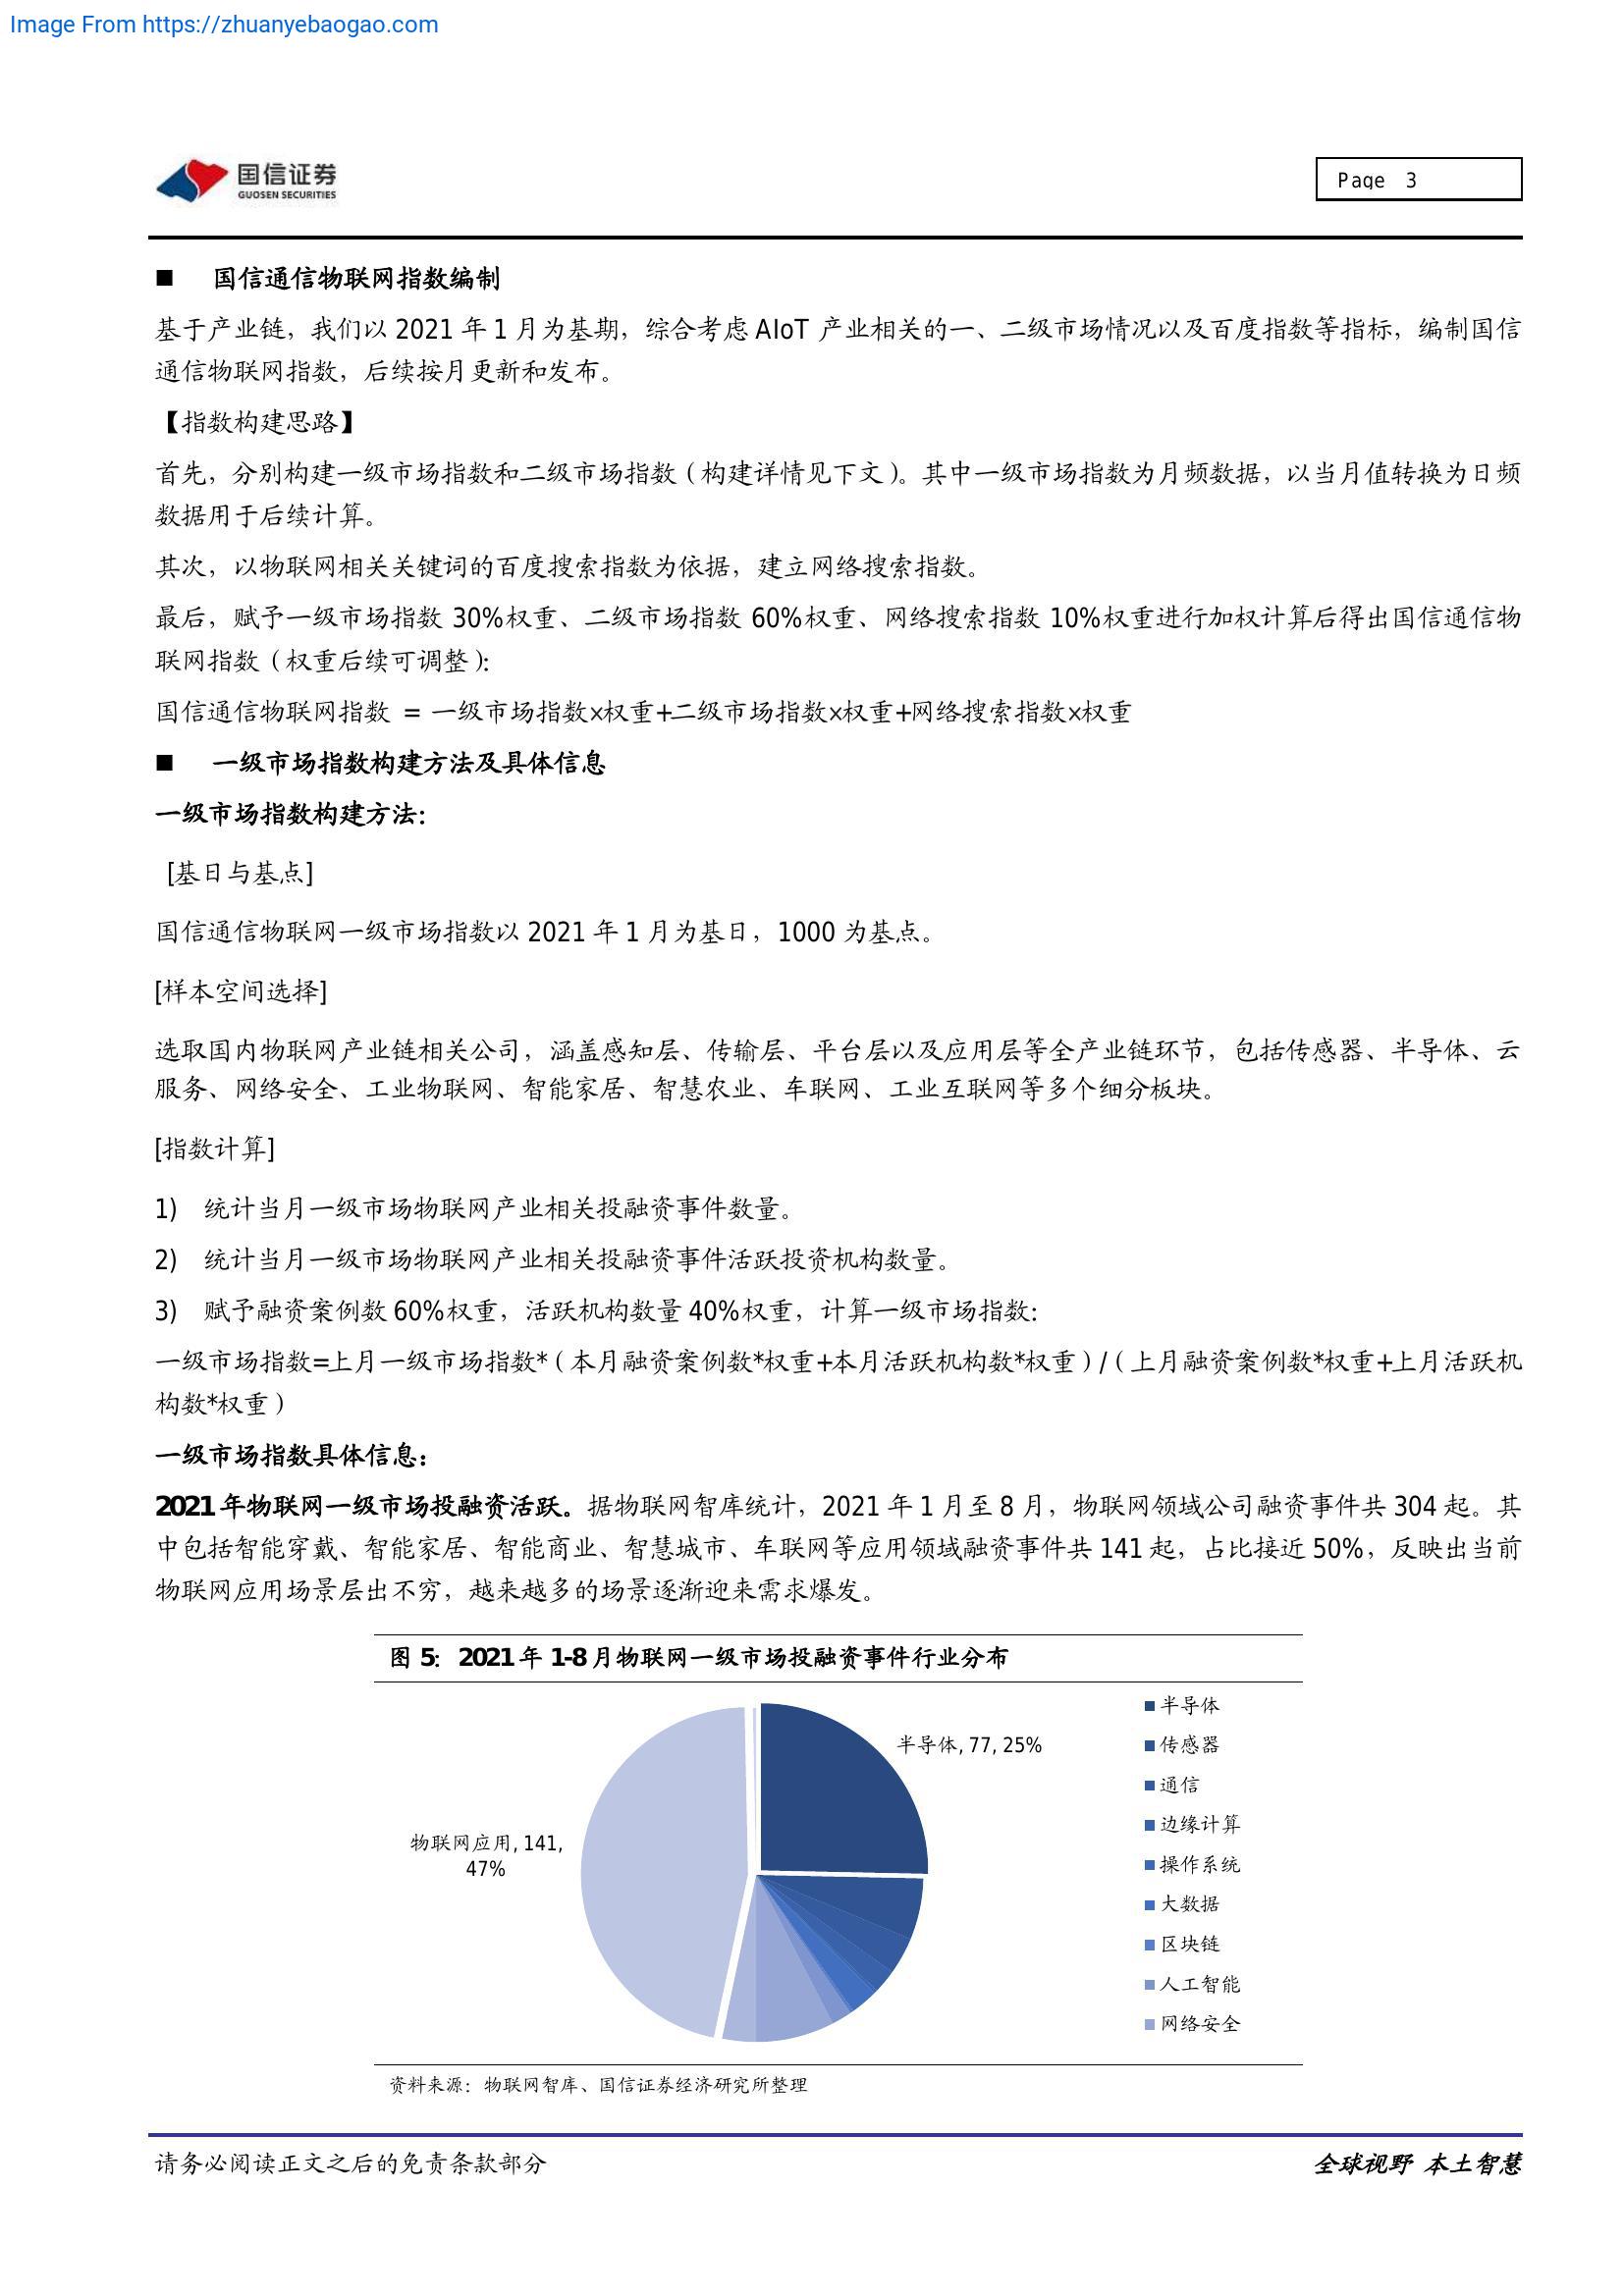 Image From https://zhuanyebaogao.com
国信证券
GUOSEN SECURITIES
Page 3
■ 国信通信物联网指数编制
基于产业链，我们以 2021 年 1 月为基期，综合考虑 AIoT 产业相关的一、二级市场情况以及百度指数等指标，编制国信
通信物联网指数，后续按月更新和发布。
【指数构建思路】
首先，分别构建一级市场指数和二级市场指数（构建详情见下文）。其中一级市场指数为月频数据，以当月值转换为日频
数据用于后续计算。
其次，以物联网相关关键词的百度搜索指数为依据，建立网络搜索指数。
最后，赋予一级市场指数 30%权重、二级市场指数 60%权重、网络搜索指数 10%权重进行加权计算后得出国信通信物
联网指数（权重后续可调整）：
国信通信物联网指数 = 一级市场指数×权重+二级市场指数×权重+网络搜索指数×权重
■ 一级市场指数构建方法及具体信息
一级市场指数构建方法：
[基日与基点]
国信通信物联网一级市场指数以 2021 年 1 月为基日，1000 为基点。
[样本空间选择]
选取国内物联网产业链相关公司，涵盖感知层、传输层、平台层以及应用层等全产业链环节，包括传感器、半导体、云
服务、网络安全、工业物联网、智能家居、智慧农业、车联网、工业互联网等多个细分板块。
[指数计算]
1) 统计当月一级市场物联网产业相关投融资事件数量。
2) 统计当月一级市场物联网产业相关投融资事件活跃投资机构数量。
3) 赋予融资案例数 60%权重，活跃机构数量 40%权重，计算一级市场指数：
一级市场指数=上月一级市场指数*（本月融资案例数*权重+本月活跃机构数*权重）/（上月融资案例数*权重+上月活跃机
构数*权重）
一级市场指数具体信息：
2021 年物联网一级市场投融资活跃。据物联网智库统计，2021 年 1 月至 8 月，物联网领域公司融资事件共 304 起。其
中包括智能穿戴、智能家居、智能商业、智慧城市、车联网等应用领域融资事件共 141 起，占比接近 50%，反映出当前
物联网应用场景层出不穷，越来越多的场景逐渐迎来需求爆发。
图 5：2021 年 1-8 月物联网一级市场投融资事件行业分布
半导体
半导体, 77, 25%
传感器
通信
边缘计算
物联网应用, 141,
47%
操作系统
大数据
区块链
人工智能
网络安全
资料来源：物联网智库、国信证券经济研究所整理
请务必阅读正文之后的免责条款部分
全球视野 本土智慧